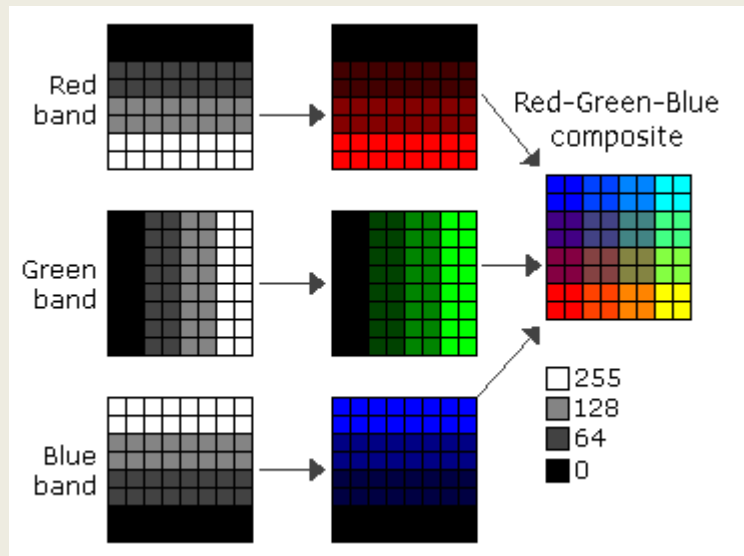 Red
band
Red-Green-Blue
composite
Green
band
255
128
64
0
Blue
band